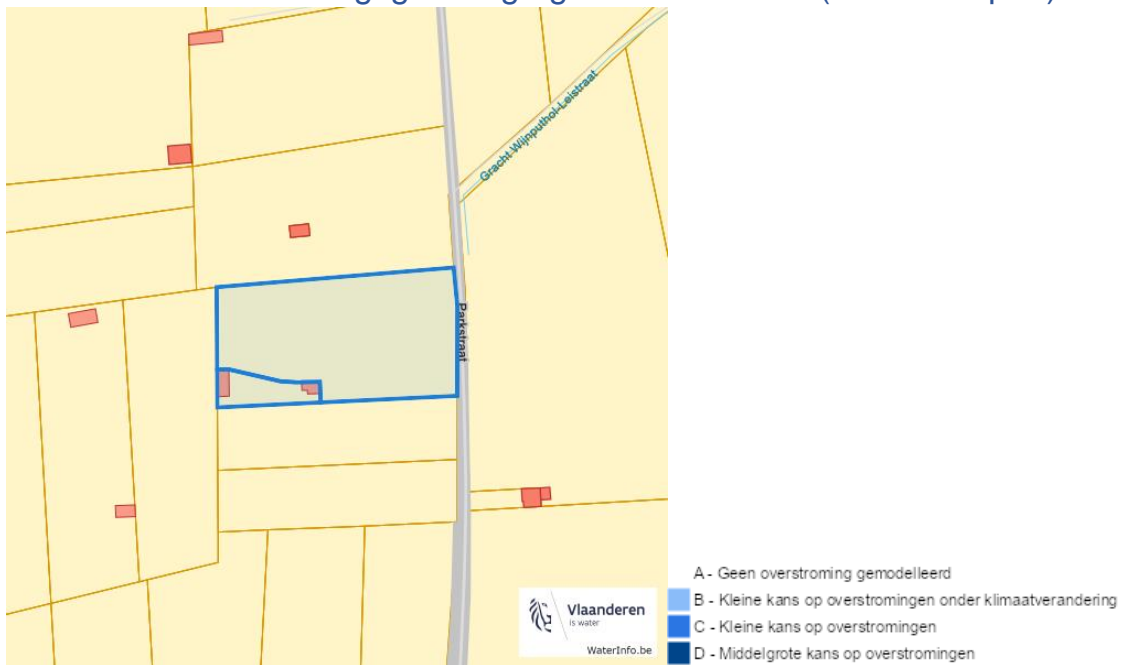 Gracht Wijnputhol-Leistraat
Parkstraat
Vlaanderen
is water
WaterInfo.be
A - Geen overstroming gemodelleerd
B - Kleine kans op overstromingen onder klimaatverandering
C - Kleine kans op overstromingen
D - Middelgrote kans op overstromingen